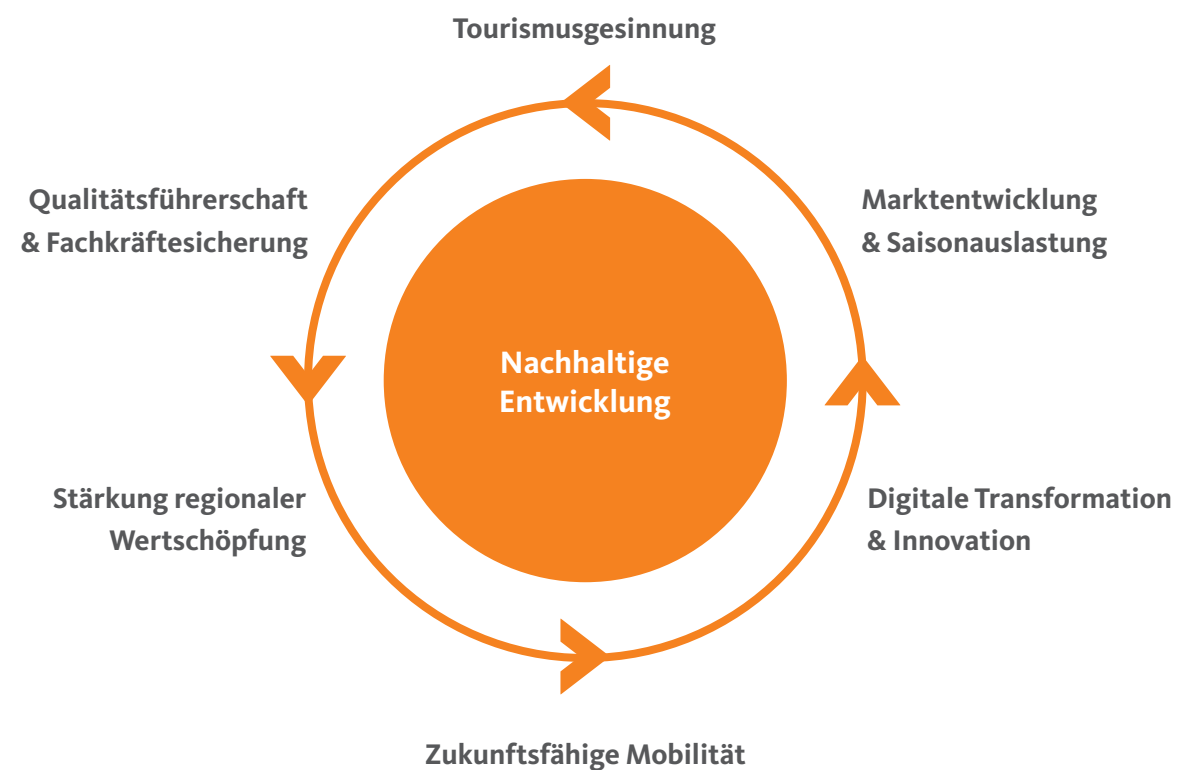 Tourismusgesinnung
Qualitätsführerschaft
& Fachkräftesicherung
Marktentwicklung
& Saisonauslastung
Nachhaltige
Entwicklung
Stärkung regionaler
Wertschöpfung
Digitale Transformation
& Innovation
Zukunftsfähige Mobilität